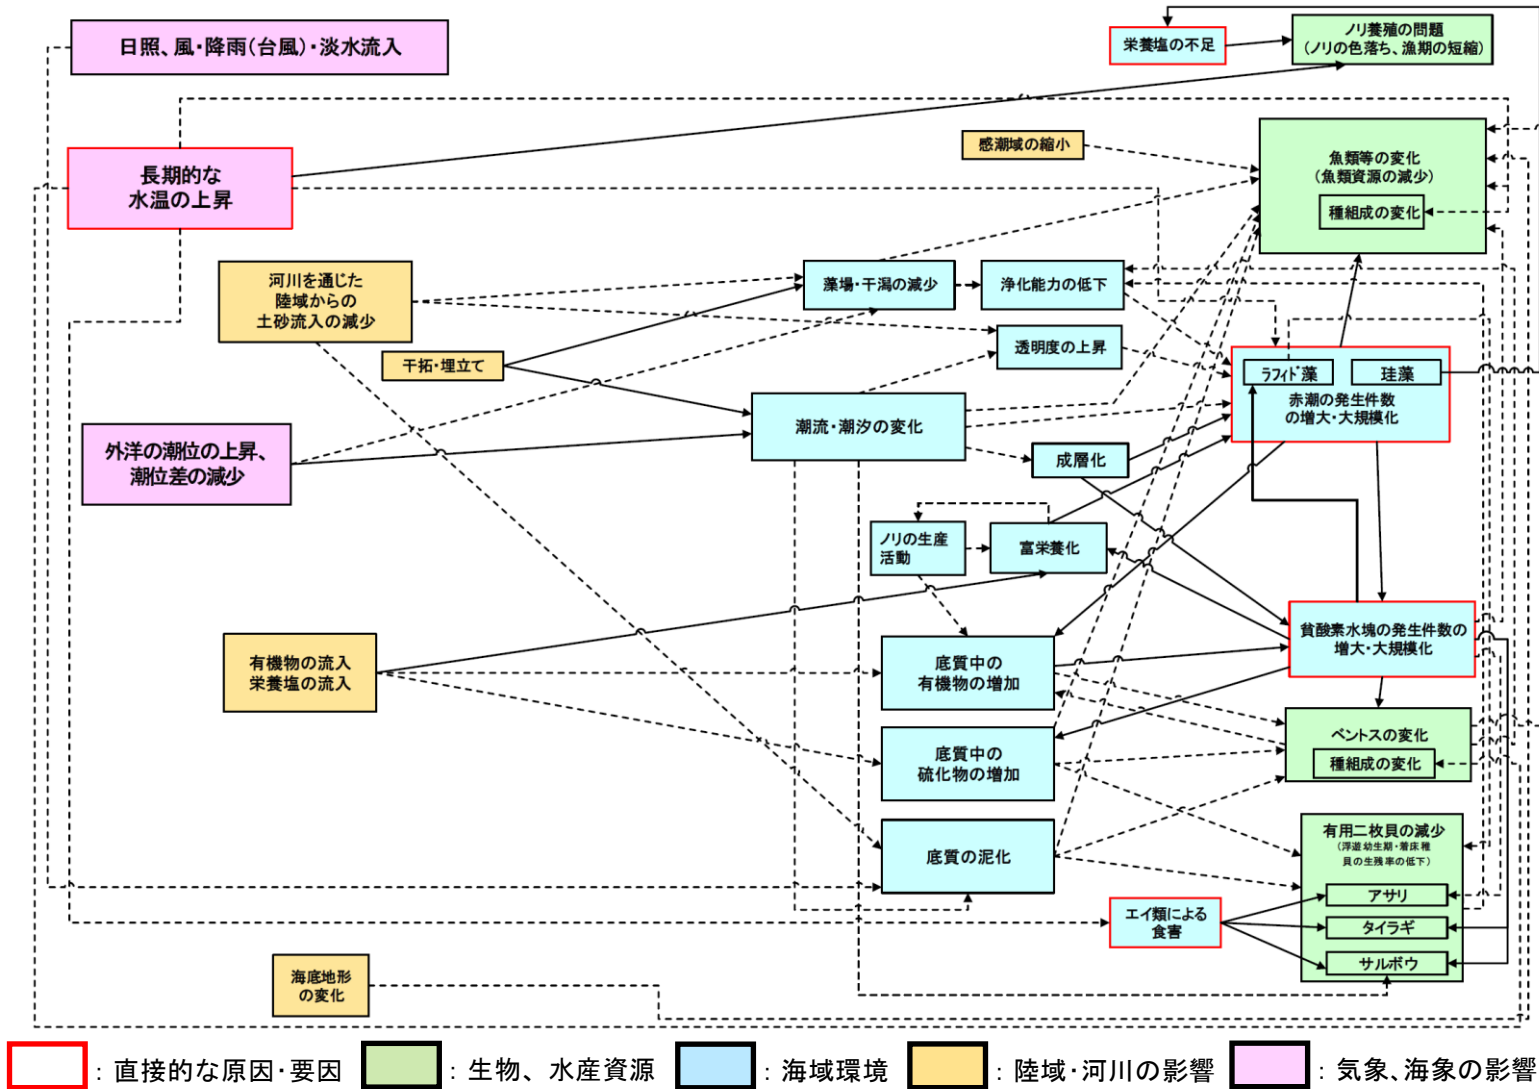 日照、風・降雨(台風)・淡水流入
栄養塩の不足
ノリ養殖の問題
(ノリの色落ち、漁期の短縮)
長期的な
水温の上昇
感潮域の縮小
魚類等の変化
(魚類資源の減少)
種組成の変化
河川を通じた
陸域からの
土砂流入の減少
藻場・干潟の減少
浄化能力の低下
透明度の上昇
干拓・埋立て
ラフィド藻
珪藻
赤潮の発生件数
の増大・大規模化
潮流・潮汐の変化
外洋の潮位の上昇、
潮位差の減少
成層化
ノリの生産
活動
富栄養化
有機物の流入
栄養塩の流入
底質中の
有機物の増加
貧酸素水塊の発生件数の
増大・大規模化
底質中の
硫化物の増加
ベントスの変化
種組成の変化
底質の泥化
有用二枚貝の減少
(浮遊幼生期・着床稚
貝の生残率の低下)
アサリ
タイラギ
サルボウ
エイ類による
食害
海底地形
の変化
:直接的な原因・要因
:生物、水産資源
:海域環境
:陸域・河川の影響
:気象、海象の影響